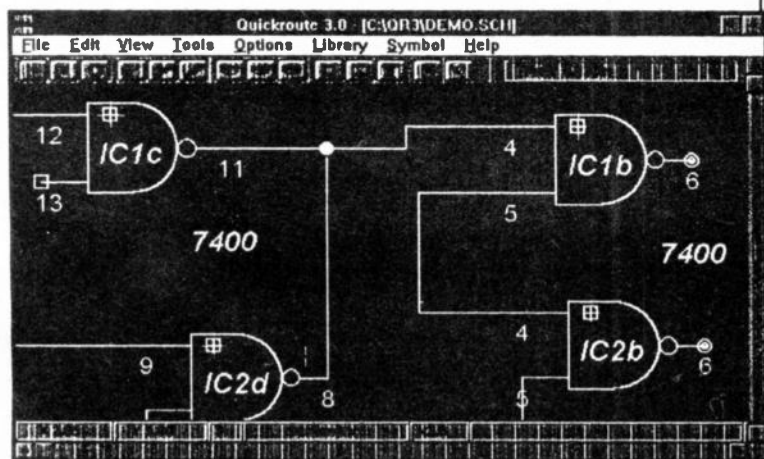 Quickroute 3.0 - [C:\QR3\DEMO.SCH]
File Edit View Tools Options Library Symbol Help
12 IC1c 11 4 IC1b 6
13 5
7400 7400
4
9 IC2d 8 5 IC2b 6